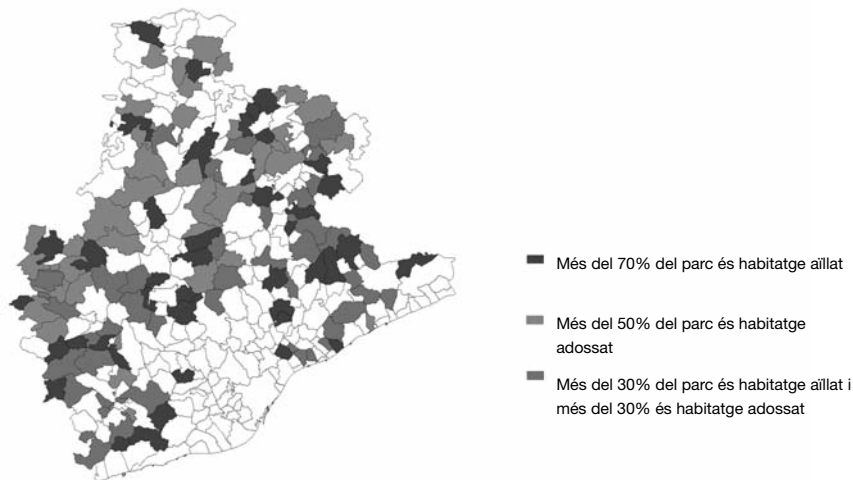 Més del 70% del parc és habitatge aïllat
Més del 50% del parc és habitatge
adossat
Més del 30% del parc és habitatge aïllat i
més del 30% és habitatge adossat